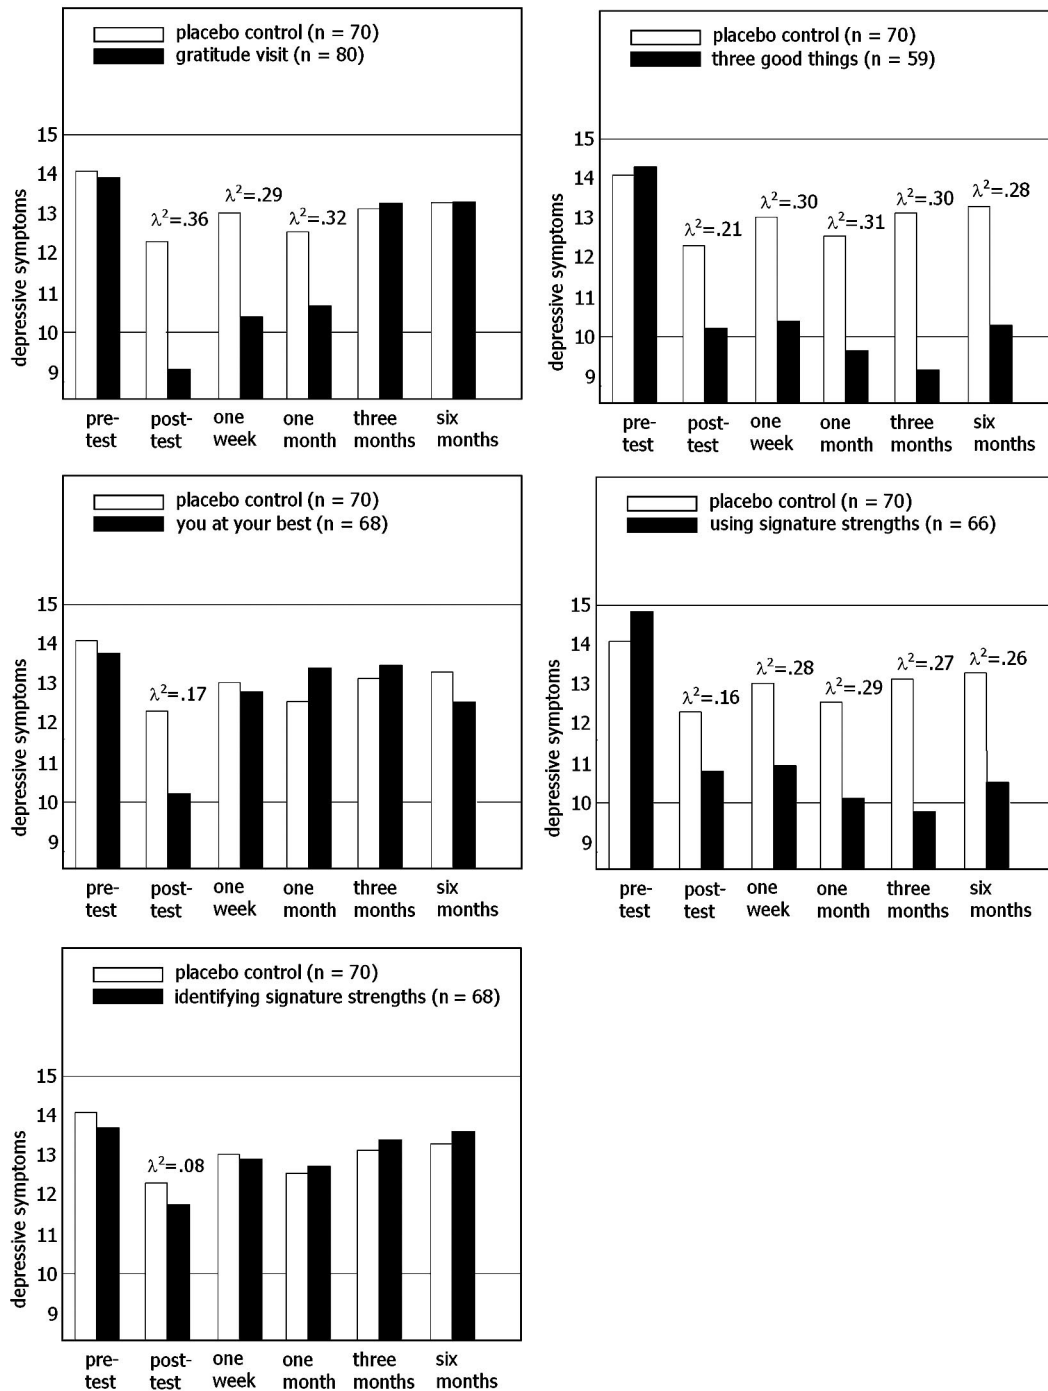 placebo control (n = 70)
gratitude visit (n = 80)
depressive symptoms
15
14
13
12
11
10
9
λ²=.36
λ²=.29
λ²=.32
pre-
test
post-
test
one
week
one
month
three
months
six
months
placebo control (n = 70)
three good things (n = 59)
depressive symptoms
15
14
13
12
11
10
9
λ²=.21
λ²=.30
λ²=.31
λ²=.30
λ²=.28
pre-
test
post-
test
one
week
one
month
three
months
six
months
placebo control (n = 70)
you at your best (n = 68)
depressive symptoms
15
14
13
12
11
10
9
λ²=.17
pre-
test
post-
test
one
week
one
month
three
months
six
months
placebo control (n = 70)
using signature strengths (n = 66)
depressive symptoms
15
14
13
12
11
10
9
λ²=.16
λ²=.28
λ²=.29
λ²=.27
λ²=.26
pre-
test
post-
test
one
week
one
month
three
months
six
months
placebo control (n = 70)
identifying signature strengths (n = 68)
depressive symptoms
15
14
13
12
11
10
9
λ²=.08
pre-
test
post-
test
one
week
one
month
three
months
six
months